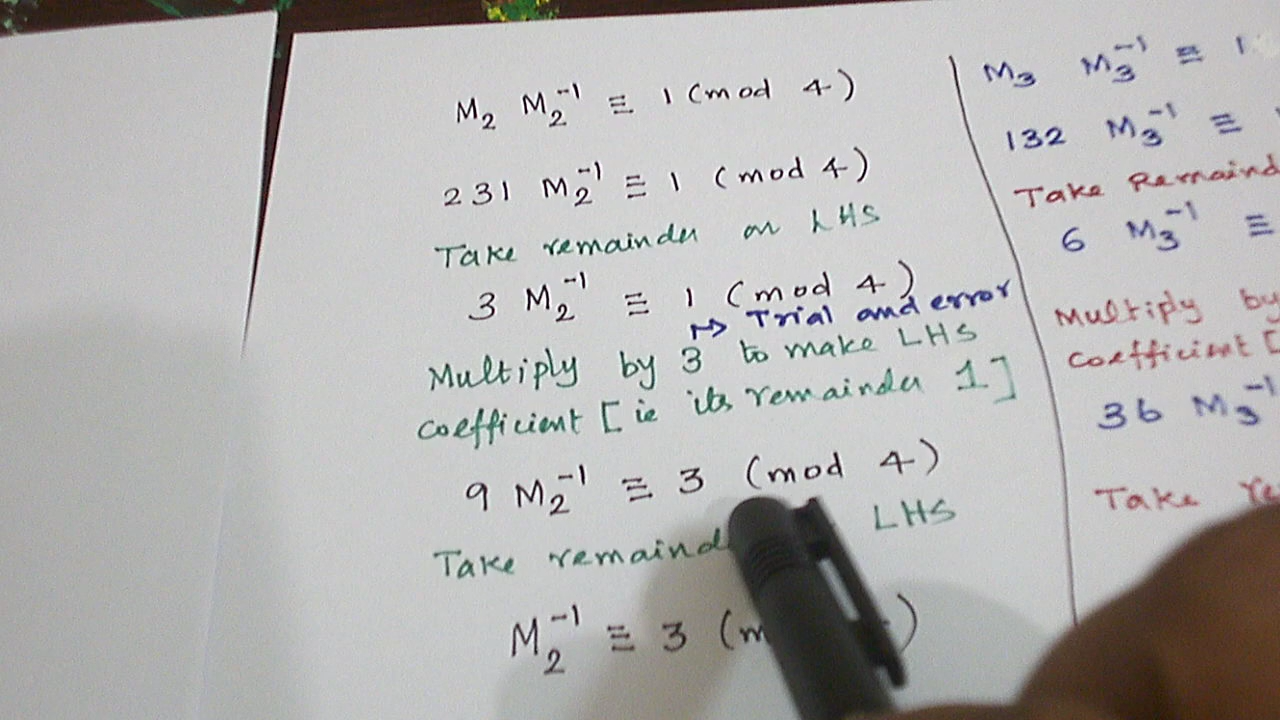 M₂ M₂⁻¹ ≡ 1 (mod 4)
231 M₂⁻¹ ≡ 1 (mod 4)
Take remainder on LHS
3 M₂⁻¹ ≡ 1 (mod 4)
↦ Trial and error
Multiply by 3 to make LHS
coefficient [ie its remainder 1]
9 M₂⁻¹ ≡ 3 (mod 4)
Take remaind LHS
M₂⁻¹ ≡ 3 (m )
M₃ M₃⁻¹ ≡ 1
132 M₃⁻¹ ≡
Take Remaind
6 M₃⁻¹ ≡
Multiply by
coefficient [
36 M₃⁻¹
Take re